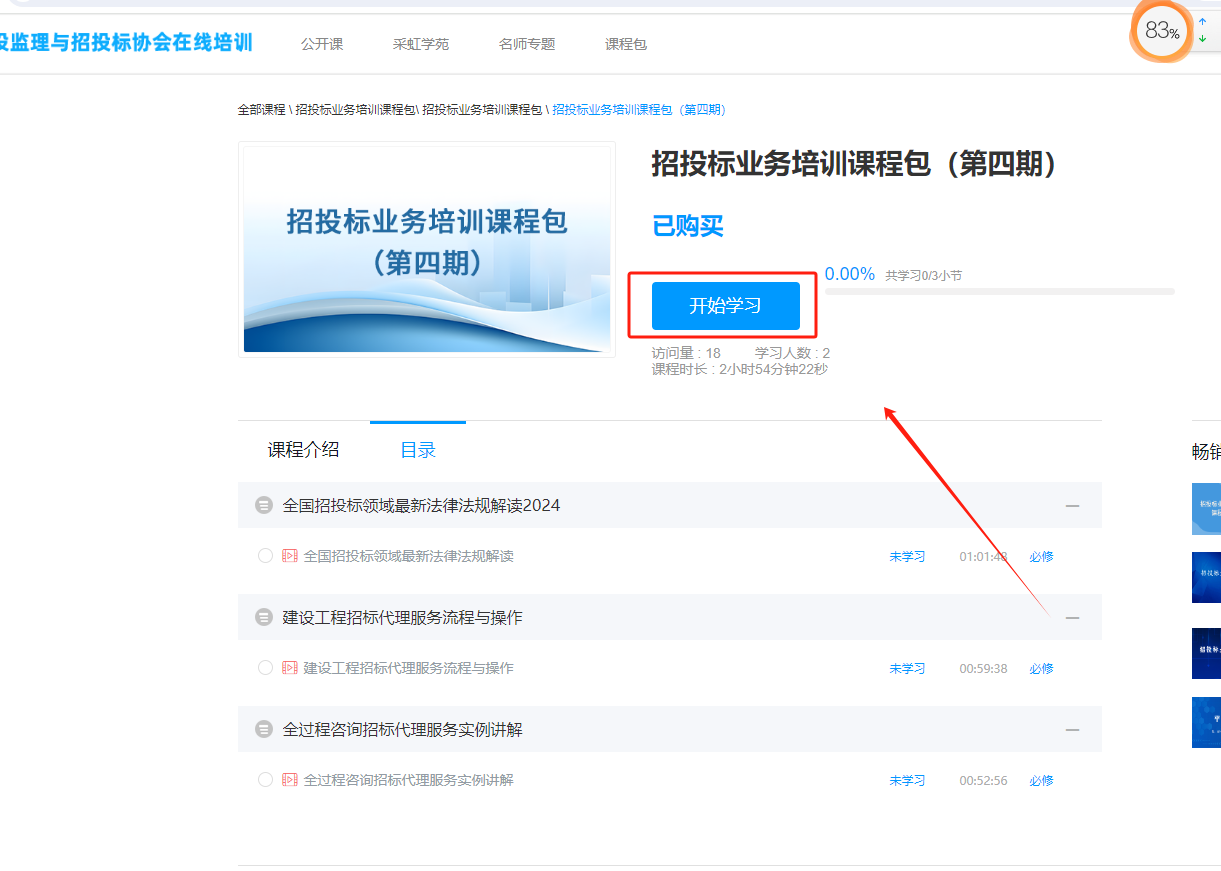 监理与招投标协会在线培训 公开课 采虹学苑 名师专题 课程包
83%
全部课程 \ 招投标业务培训课程包\ 招投标业务培训课程包 \ 招投标业务培训课程包（第四期）
招投标业务培训课程包
（第四期）
招投标业务培训课程包（第四期）
已购买
开始学习
0.00% 共学习0/3小节
访问量 : 18 学习人数 : 2
课程时长 : 2小时54分钟22秒
课程介绍 目录
畅销
全国招投标领域最新法律法规解读2024
全国招投标领域最新法律法规解读 未学习 01:01:48 必修
建设工程招标代理服务流程与操作
建设工程招标代理服务流程与操作 未学习 00:59:38 必修
全过程咨询招标代理服务实例讲解
全过程咨询招标代理服务实例讲解 未学习 00:52:56 必修